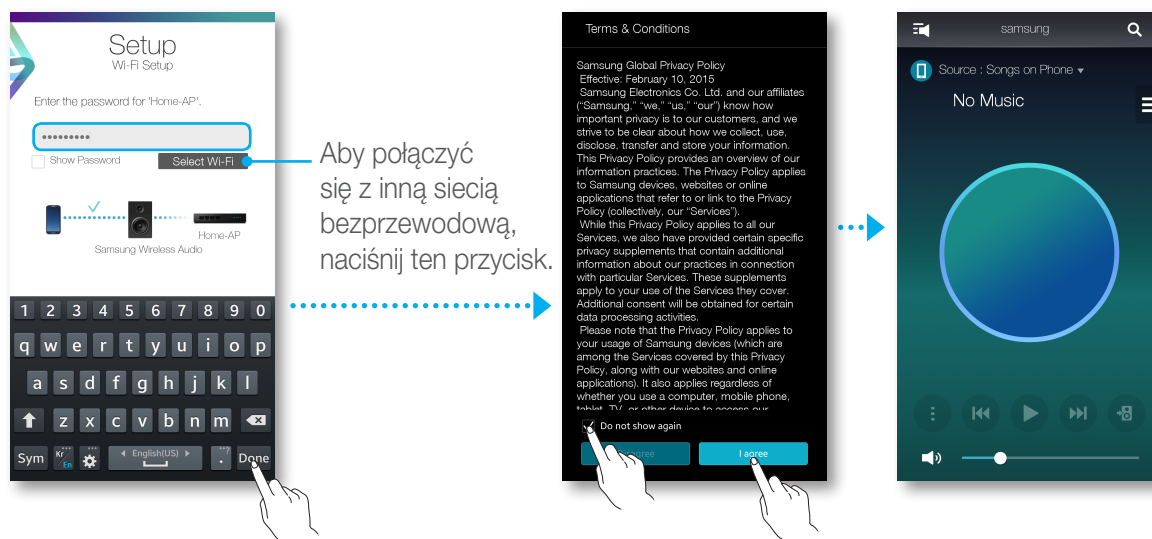 Setup
Wi-Fi Setup
Enter the password for 'Home-AP'.
•••••••••
Show Password
Select Wi-Fi
Home-AP
Samsung Wireless Audio
1 2 3 4 5 6 7 8 9 0
q w e r t y u i o p
a s d f g h j k l
z x c v b n m
Sym Kr En English(US) . Done
Aby połączyć
się z inną siecią
bezprzewodową,
naciśnij ten przycisk.
Terms & Conditions
Samsung Global Privacy Policy
Effective: February 10, 2015
Samsung Electronics Co. Ltd. and our affiliates
("Samsung," "we," "us," "our") know how
important privacy is to our customers, and we
strive to be clear about how we collect, use,
disclose, transfer and store your information.
This Privacy Policy provides an overview of our
information practices. The Privacy Policy applies
to Samsung devices, websites or online
applications that refer to or link to the Privacy
Policy (collectively, our "Services").
While this Privacy Policy applies to all our
Services, we also have provided certain specific
privacy supplements that contain additional
information about our practices in connection
with particular Services. These supplements
apply to your use of the Services they cover.
Additional consent will be obtained for certain
data processing activities.
Please note that the Privacy Policy applies to
your usage of Samsung devices (which are
among the Services covered by this Privacy
Policy, along with our websites and online
applications). It also applies regardless of
whether you use a computer, mobile phone,
tablet, TV, or other device to access our
Do not show again
I agree
samsung
Source : Songs on Phone
No Music